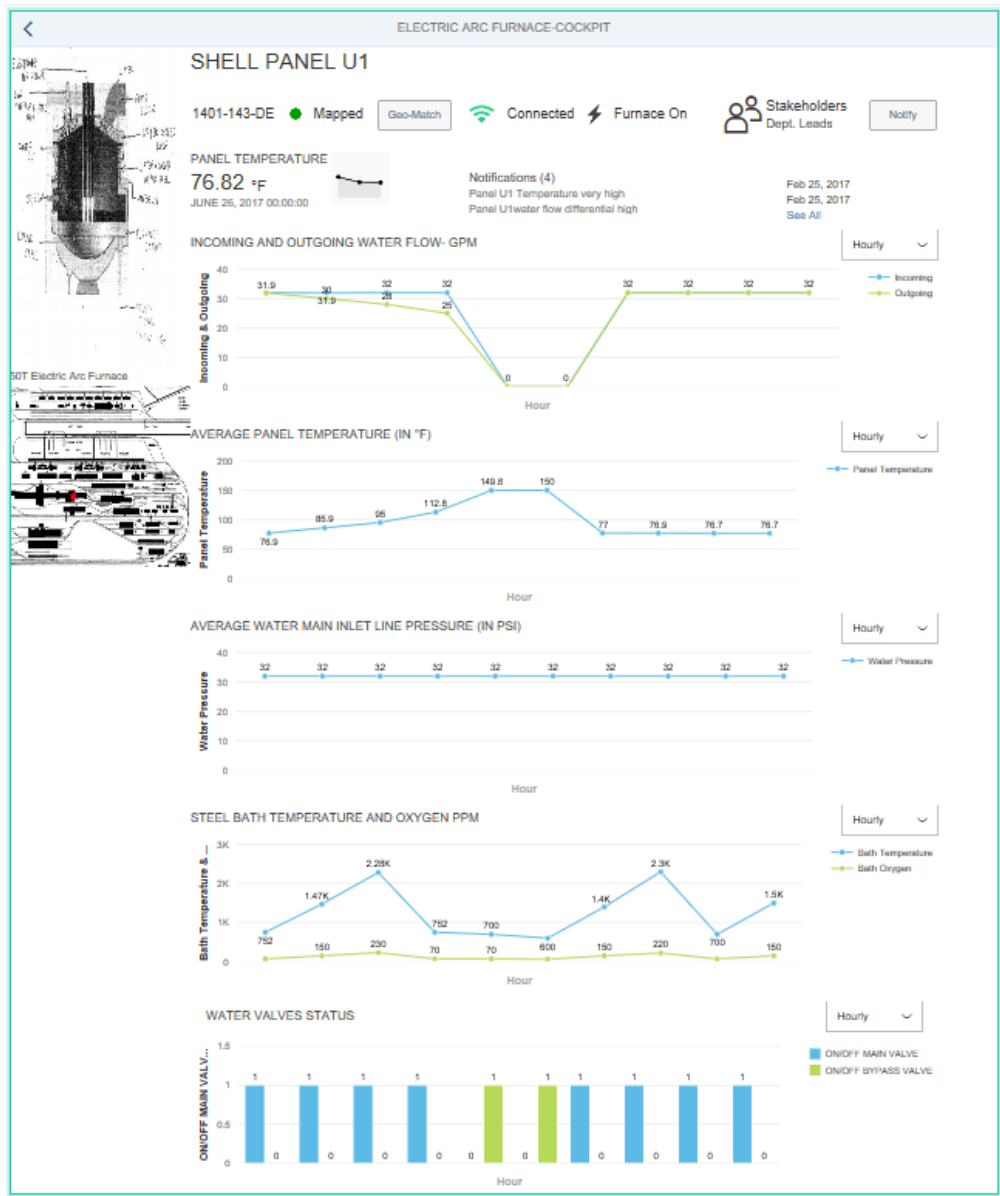 ELECTRIC ARC FURNACE-COCKPIT
SHELL PANEL U1
1401-143-DE Mapped Geo-Match Connected Furnace On Stakeholders Dept. Leads Notify
PANEL TEMPERATURE
76.82 °F
JUNE 26, 2017 00:00:00
Notifications (4)
Panel U1 Temperature very high Feb 25, 2017
Panel U1water flow differential high Feb 25, 2017
See All
INCOMING AND OUTGOING WATER FLOW- GPM
Hourly
Incoming
Outgoing
Incoming & Outgoing
40
30
20
10
0
31.9 30 32 32 32 32 32 32
31.9 28 25 0 0
Hour
50T Electric Arc Furnace
AVERAGE PANEL TEMPERATURE (IN °F)
Hourly
Panel Temperature
Panel Temperature
200
150
100
50
0
76.9 85.9 95 112.8 149.8 150 77 76.9 76.7 76.7
Hour
AVERAGE WATER MAIN INLET LINE PRESSURE (IN PSI)
Hourly
Water Pressure
Water Pressure
40
30
20
10
0
32 32 32 32 32 32 32 32 32 32
Hour
STEEL BATH TEMPERATURE AND OXYGEN PPM
Hourly
Bath Temperature
Bath Oxygen
Bath Temperature & ...
3K
2K
1K
0
752 1.47K 2.28K 752 700 600 1.4K 2.3K 700 1.5K
150 230 70 70 150 220 150
Hour
WATER VALVES STATUS
Hourly
ON/OFF MAIN VALVE
ON/OFF BYPASS VALVE
ON/OFF MAIN VALV...
1.5
1
0.5
0
1 1 1 1 1 1 1 1 1 1
0 0 0 0 0 0 0 0 0 0
Hour